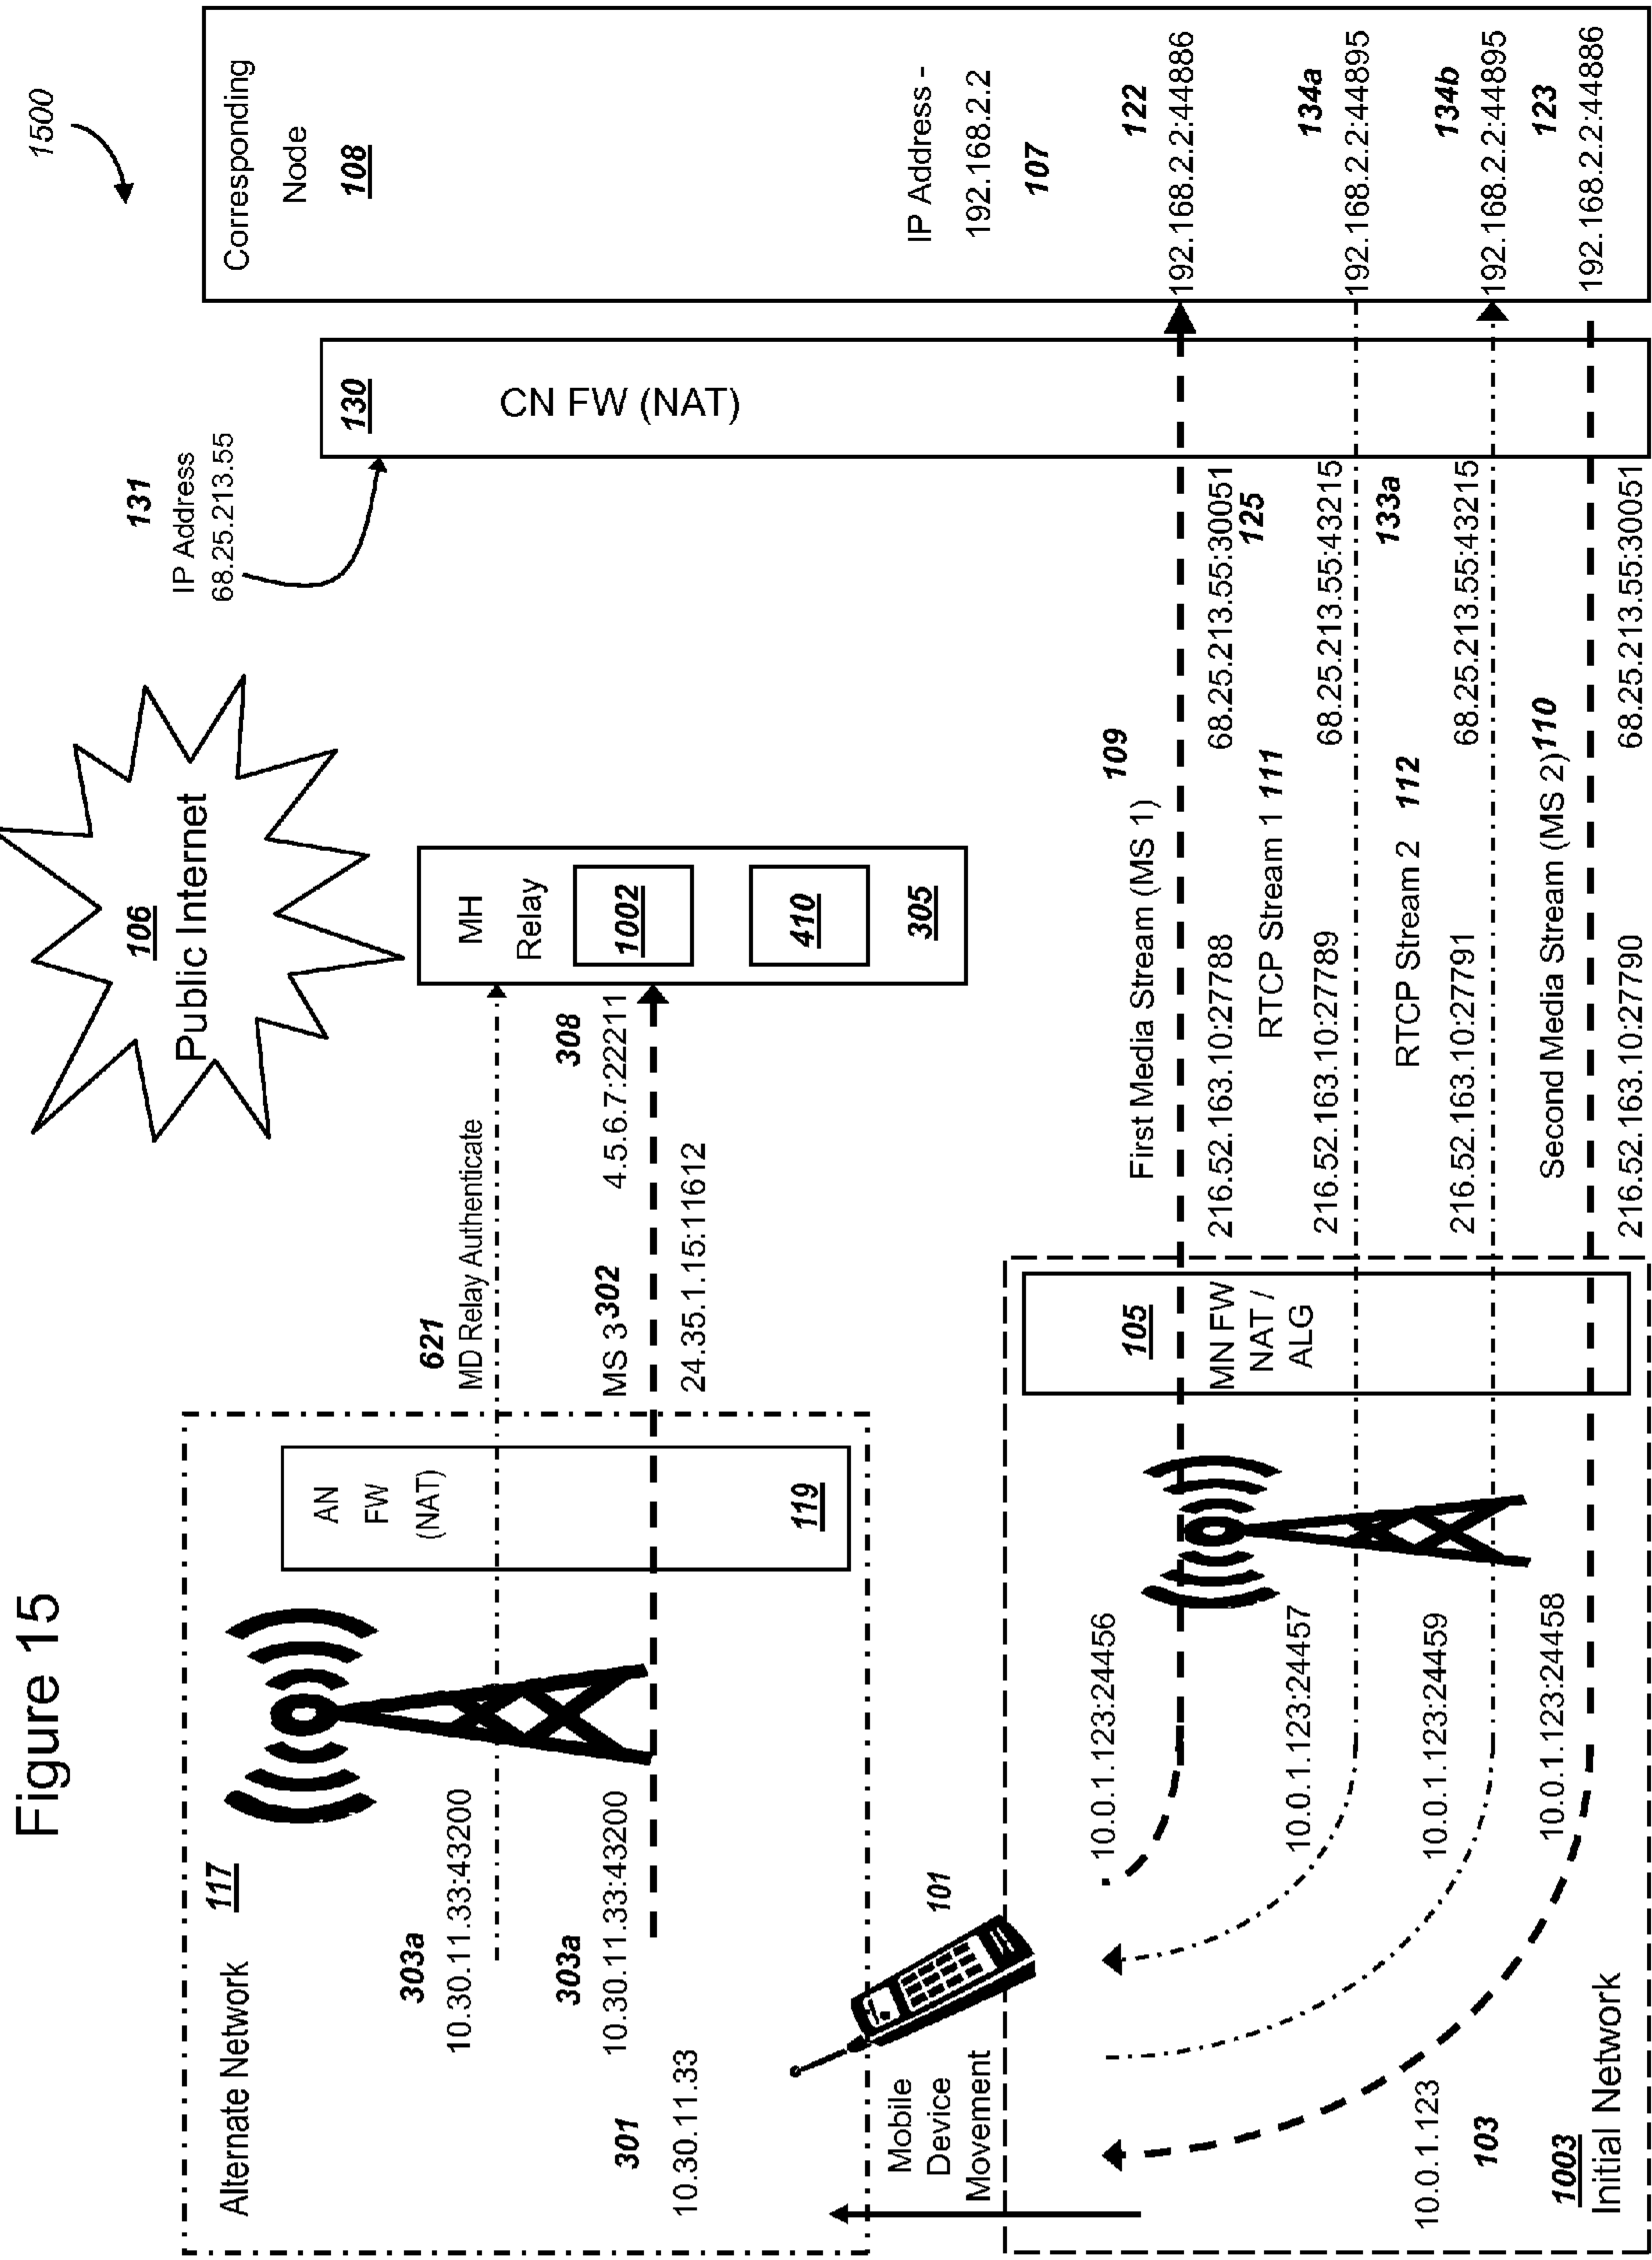 Figure 15
1500
Alternate Network
117
AN
FW
(NAT)
119
303a
10.30.11.33:43200
303a
10.30.11.33:43200
301
10.30.11.33
621
MD Relay Authenticate
MS 3 302
24.35.1.15:11612
308
4.5.6.7:22211
106
Public Internet
MH
Relay
1002
410
305
131
IP Address
68.25.213.55
130
CN FW (NAT)
Corresponding
Node
108
IP Address -
192.168.2.2
107
122
192.168.2.2:44886
134a
192.168.2.2:44895
134b
192.168.2.2:44895
123
192.168.2.2:44886
Mobile
Device
Movement
101
10.0.1.123:24456
10.0.1.123:24457
10.0.1.123:24459
10.0.1.123:24458
10.0.1.123
103
1003
Initial Network
105
MN FW
NAT /
ALG
First Media Stream (MS 1) 109
216.52.163.10:27788
68.25.213.55:30051
125
RTCP Stream 1 111
216.52.163.10:27789
68.25.213.55:43215
133a
RTCP Stream 2 112
216.52.163.10:27791
68.25.213.55:43215
Second Media Stream (MS 2) 110
216.52.163.10:27790
68.25.213.55:30051